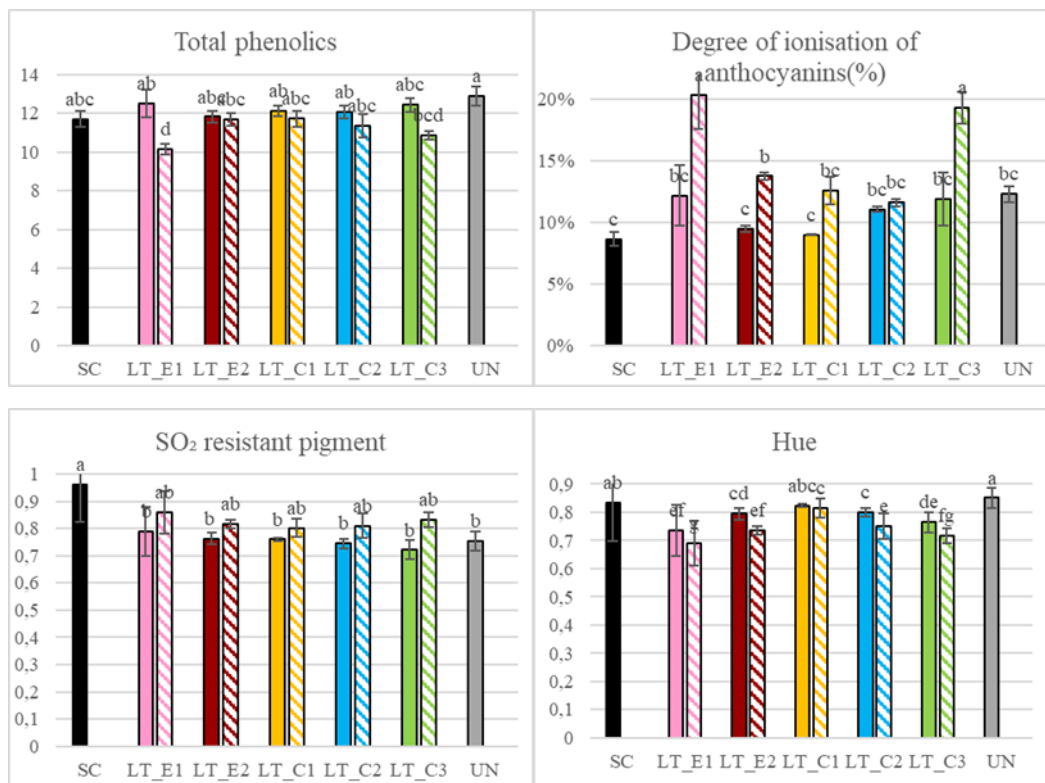 Total phenolics
14
12
10
8
6
4
2
0
abc
ab
d
abc
abc
ab
abc
ab
abc
ab
bcd
a
SC
LT_E1
LT_E2
LT_C1
LT_C2
LT_C3
UN
Degree of ionisation of
anthocyanins(%)
20%
15%
10%
5%
0%
c
bc
a
c
b
c
bc
bc
bc
bc
a
bc
SC
LT_E1
LT_E2
LT_C1
LT_C2
LT_C3
UN
SO₂ resistant pigment
1
0,9
0,8
0,7
0,6
0,5
0,4
0,3
0,2
0,1
0
a
b
ab
b
ab
b
ab
b
ab
b
ab
b
SC
LT_E1
LT_E2
LT_C1
LT_C2
LT_C3
UN
Hue
0,9
0,8
0,7
0,6
0,5
0,4
0,3
0,2
0,1
0
ab
ef
g
cd
ef
abc
c
c
e
de
fg
a
SC
LT_E1
LT_E2
LT_C1
LT_C2
LT_C3
UN